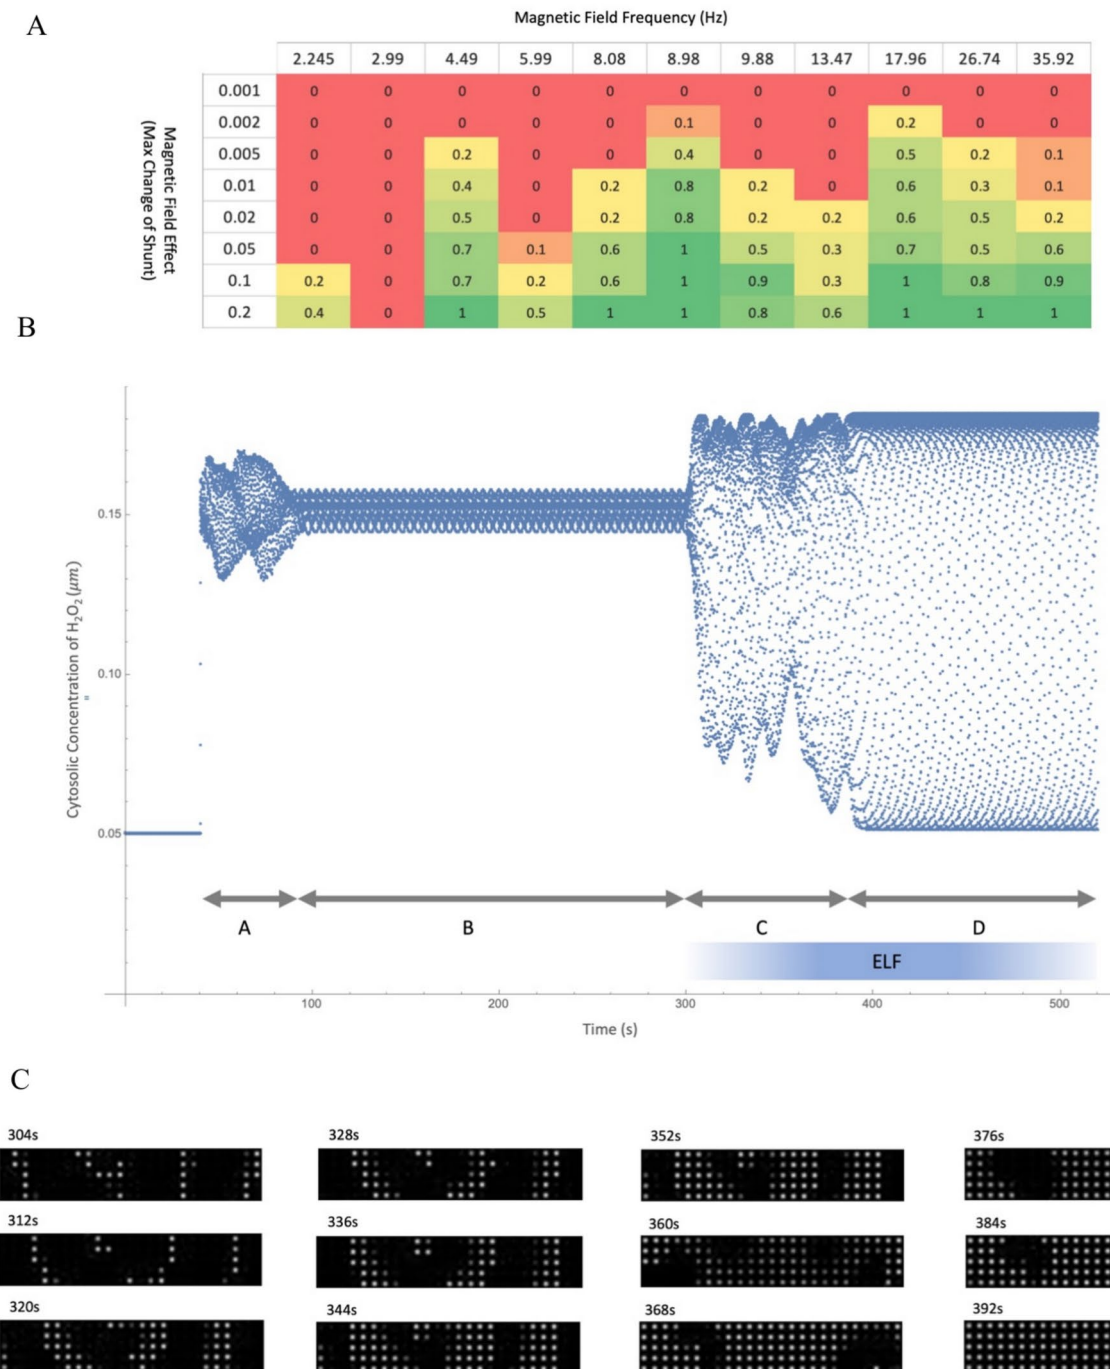 A
Magnetic Field Frequency (Hz)
2.245 2.99 4.49 5.99 8.08 8.98 9.88 13.47 17.96 26.74 35.92
Magnetic Field Effect
(Max Change of Shunt)
0.001 0 0 0 0 0 0 0 0 0 0 0
0.002 0 0 0 0 0 0.1 0 0 0.2 0 0
0.005 0 0 0.2 0 0 0.4 0 0 0.5 0.2 0.1
0.01 0 0 0.4 0 0.2 0.8 0.2 0 0.6 0.3 0.1
0.02 0 0 0.5 0 0.2 0.8 0.2 0.2 0.6 0.5 0.2
0.05 0 0 0.7 0.1 0.6 1 0.5 0.3 0.7 0.5 0.6
0.1 0.2 0 0.7 0.2 0.6 1 0.9 0.3 1 0.8 0.9
0.2 0.4 0 1 0.5 1 1 0.8 0.6 1 1 1
B
Cytosolic Concentration of H₂O₂ (μm)
0.15
0.10
0.05
A B C D
ELF
100 200 300 400 500
Time (s)
C
304s 328s 352s 376s
312s 336s 360s 384s
320s 344s 368s 392s